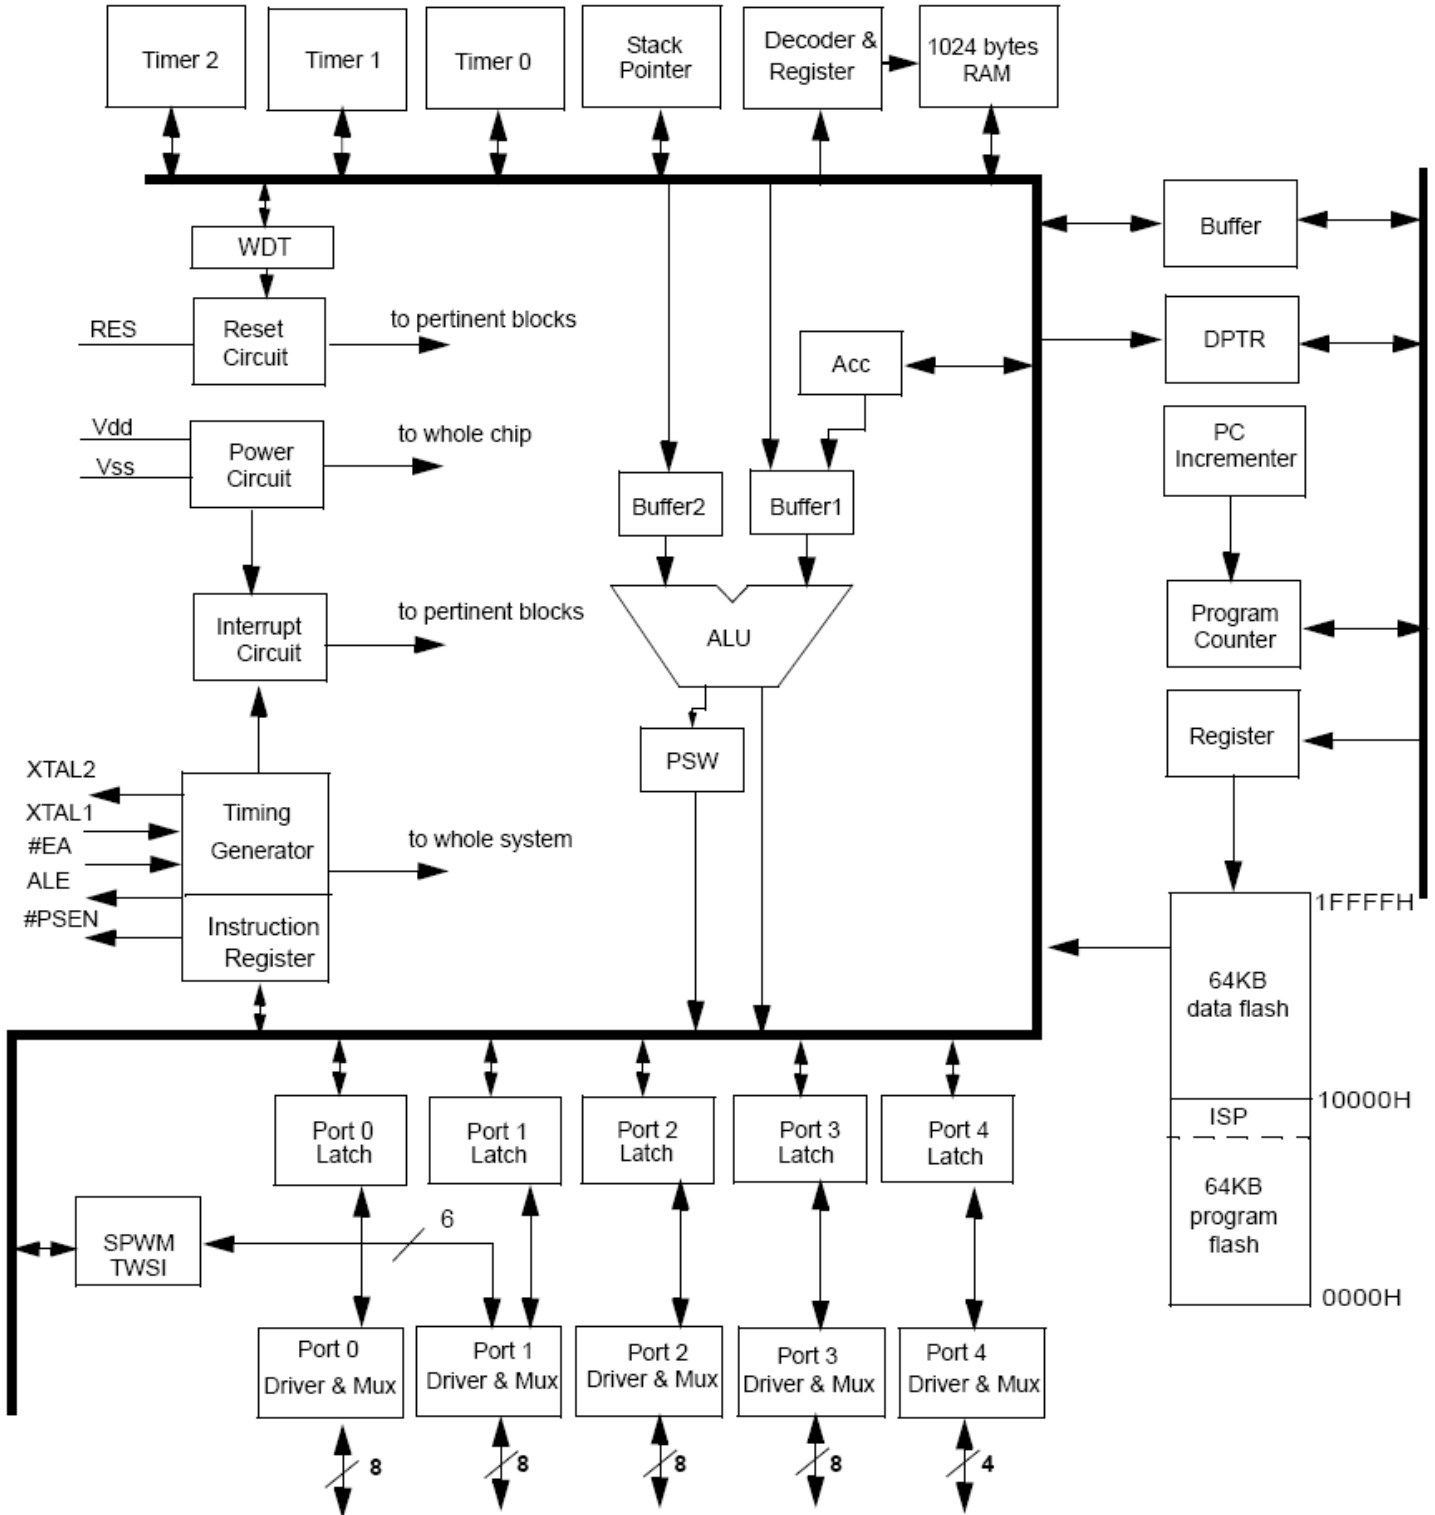 Timer 2
Timer 1
Timer 0
Stack
Pointer
Decoder &
Register
1024 bytes
RAM
WDT
Buffer
RES
Reset
Circuit
to pertinent blocks
Acc
DPTR
Vdd
Vss
Power
Circuit
to whole chip
PC
Incrementer
Buffer2
Buffer1
Interrupt
Circuit
to pertinent blocks
ALU
Program
Counter
PSW
Register
XTAL2
XTAL1
#EA
ALE
#PSEN
Timing
Generator
to whole system
Instruction
Register
1FFFFH
64KB
data flash
10000H
ISP
64KB
program
flash
0000H
Port 0
Latch
Port 1
Latch
Port 2
Latch
Port 3
Latch
Port 4
Latch
SPWM
TWSI
6
Port 0
Driver & Mux
Port 1
Driver & Mux
Port 2
Driver & Mux
Port 3
Driver & Mux
Port 4
Driver & Mux
8
8
8
8
4